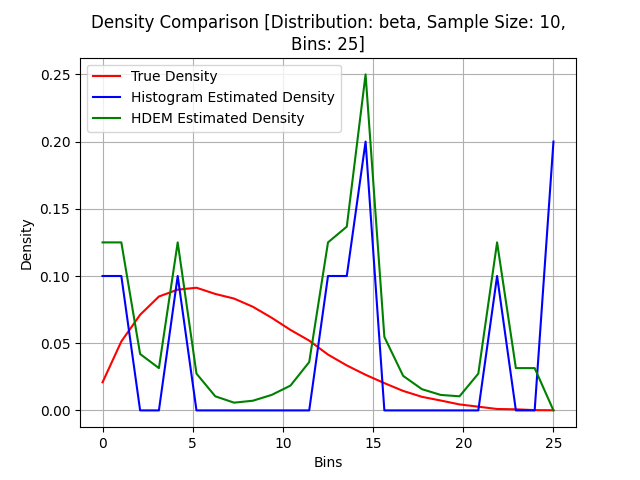 Density Comparison [Distribution: beta, Sample Size: 10,
Bins: 25]
True Density
Histogram Estimated Density
HDEM Estimated Density
Density
0.25
0.20
0.15
0.10
0.05
0.00
0 5 10 15 20 25
Bins